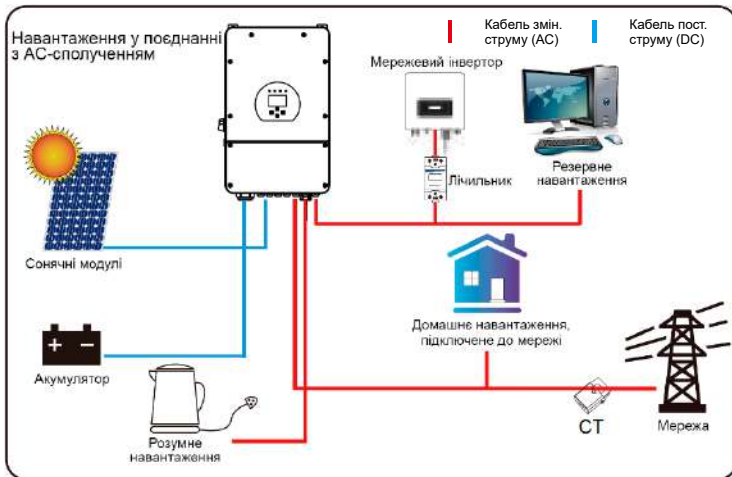 Навантаження у поєднанні
з АС-сполученням
Кабель змін.
струму (AC)
Кабель пост.
струму (DC)
Мережевий інвертор
Лічильник
Резервне
навантаження
Сонячні модулі
Домашнє навантаження,
підключене до мережі
Акумулятор
Розумне
навантаження
CT
Мережа